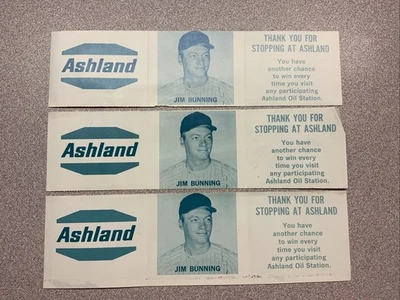 Ashland
JIM BUNNING
THANK YOU FOR
STOPPING AT ASHLAND
You have
another chance
to win every
time you visit
any participating
Ashland Oil Station.
Ashland
JIM BUNNING
THANK YOU FOR
STOPPING AT ASHLAND
You have
another chance
to win every
time you visit
any participating
Ashland Oil Station.
Ashland
JIM BUNNING
THANK YOU FOR
STOPPING AT ASHLAND
You have
another chance
to win every
time you visit
any participating
Ashland Oil Station.